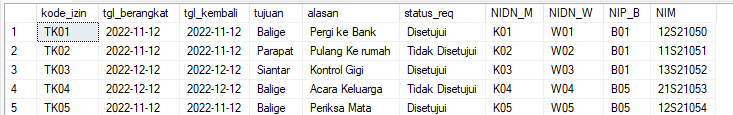 kode_izin tgl_berangkat tgl_kembali tujuan alasan status_req NIDN_M NIDN_W NIP_B NIM
1 TK01 2022-11-12 2022-11-12 Balige Pergi ke Bank Disetujui K01 W01 B01 12S21050
2 TK02 2022-11-12 2022-11-12 Parapat Pulang Ke rumah Tidak Disetujui K02 W02 B01 11S21051
3 TK03 2022-12-12 2022-11-12 Siantar Kontrol Gigi Disetujui K03 W03 B01 13S21052
4 TK04 2022-12-12 2022-11-12 Balige Acara Keluarga Tidak Disetujui K04 W04 B05 21S21053
5 TK05 2022-11-12 2022-12-12 Balige Periksa Mata Disetujui K05 W05 B05 12S21054